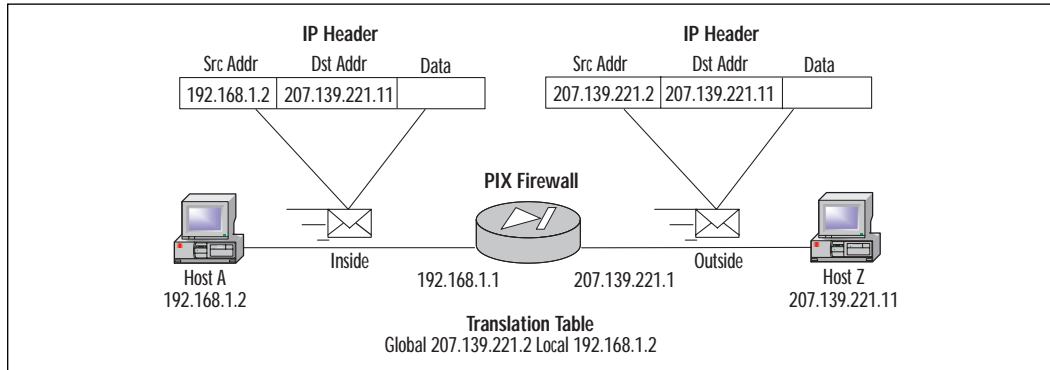 IP Header
Src Addr Dst Addr Data
192.168.1.2 207.139.221.11
IP Header
Src Addr Dst Addr Data
207.139.221.2 207.139.221.11
PIX Firewall
Inside
Outside
Host A
192.168.1.2
192.168.1.1
207.139.221.1
Host Z
207.139.221.11
Translation Table
Global 207.139.221.2 Local 192.168.1.2